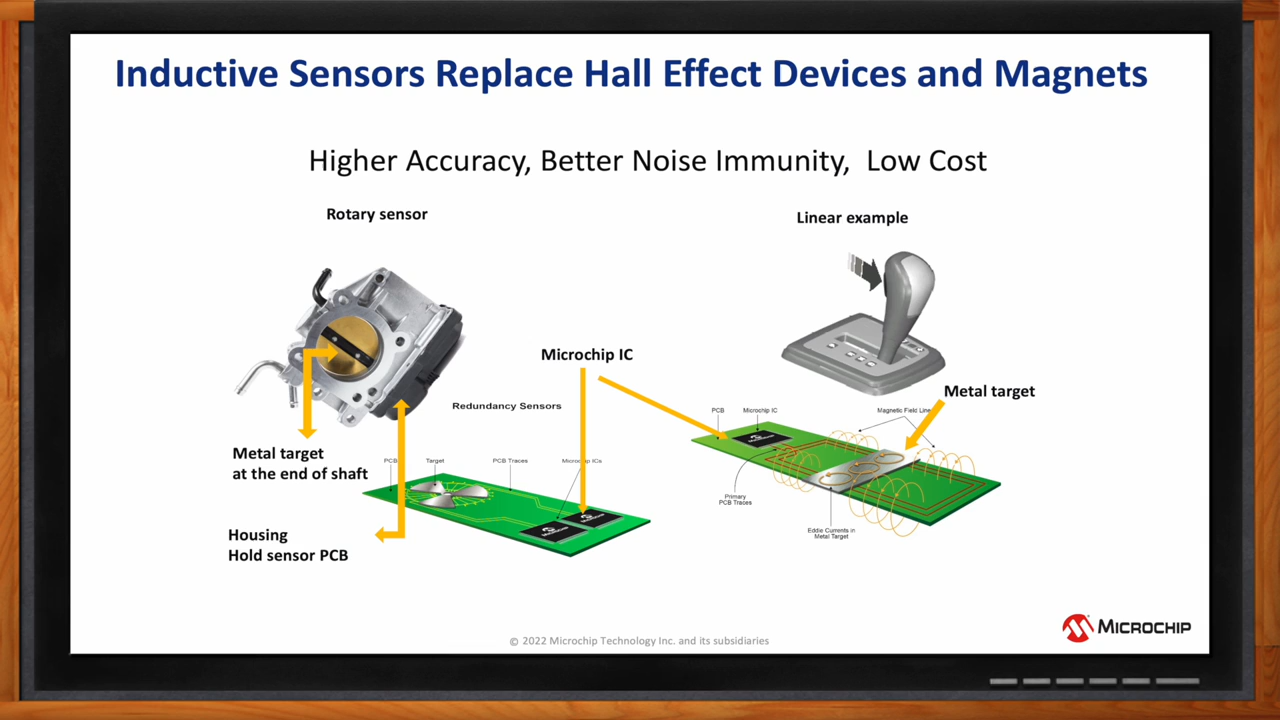 Inductive Sensors Replace Hall Effect Devices and Magnets
Higher Accuracy, Better Noise Immunity, Low Cost
Rotary sensor
Linear example
Microchip IC
Metal target
Redundancy Sensors
PCB
Microchip IC
Magnetic Field Line
Metal target
at the end of shaft
PCB
Target
PCB Traces
Microchip ICs
Primary
PCB Traces
Eddie Currents in
Metal Target
Housing
Hold sensor PCB
MICROCHIP
© 2022 Microchip Technology Inc. and its subsidiaries